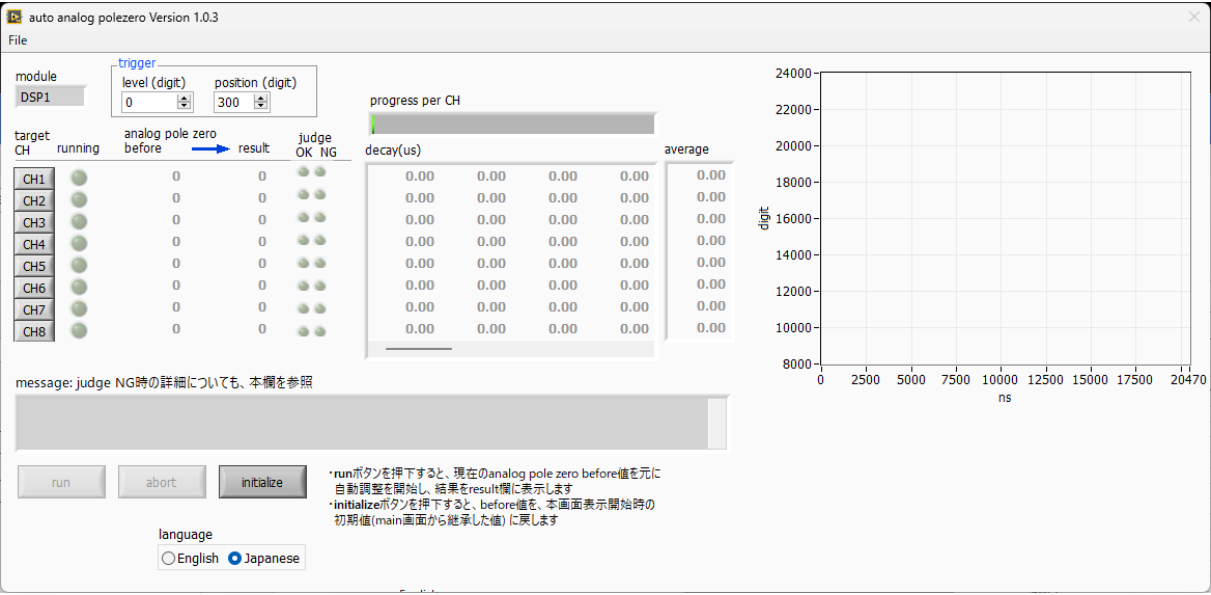 auto analog polezero Version 1.0.3
File
module
DSP1
trigger
level (digit)
position (digit)
0
300
progress per CH
target
CH
running
analog pole zero
before
result
judge
OK NG
decay(us)
average
CH1 0 0 0.00 0.00 0.00 0.00 0.00
CH2 0 0 0.00 0.00 0.00 0.00 0.00
CH3 0 0 0.00 0.00 0.00 0.00 0.00
CH4 0 0 0.00 0.00 0.00 0.00 0.00
CH5 0 0 0.00 0.00 0.00 0.00 0.00
CH6 0 0 0.00 0.00 0.00 0.00 0.00
CH7 0 0 0.00 0.00 0.00 0.00 0.00
CH8 0 0 0.00 0.00 0.00 0.00 0.00
24000
22000
20000
18000
16000
14000
12000
10000
8000
digit
0 2500 5000 7500 10000 12500 15000 17500 20470
ns
message: judge NG時の詳細についても、本欄を参照
run
abort
initialize
・runボタンを押下すると、現在のanalog pole zero before値を元に
自動調整を開始し、結果をresult欄に表示します
・initializeボタンを押下すると、before値を、本画面表示開始時の
初期値(main画面から継承した値) に戻します
language
English
Japanese